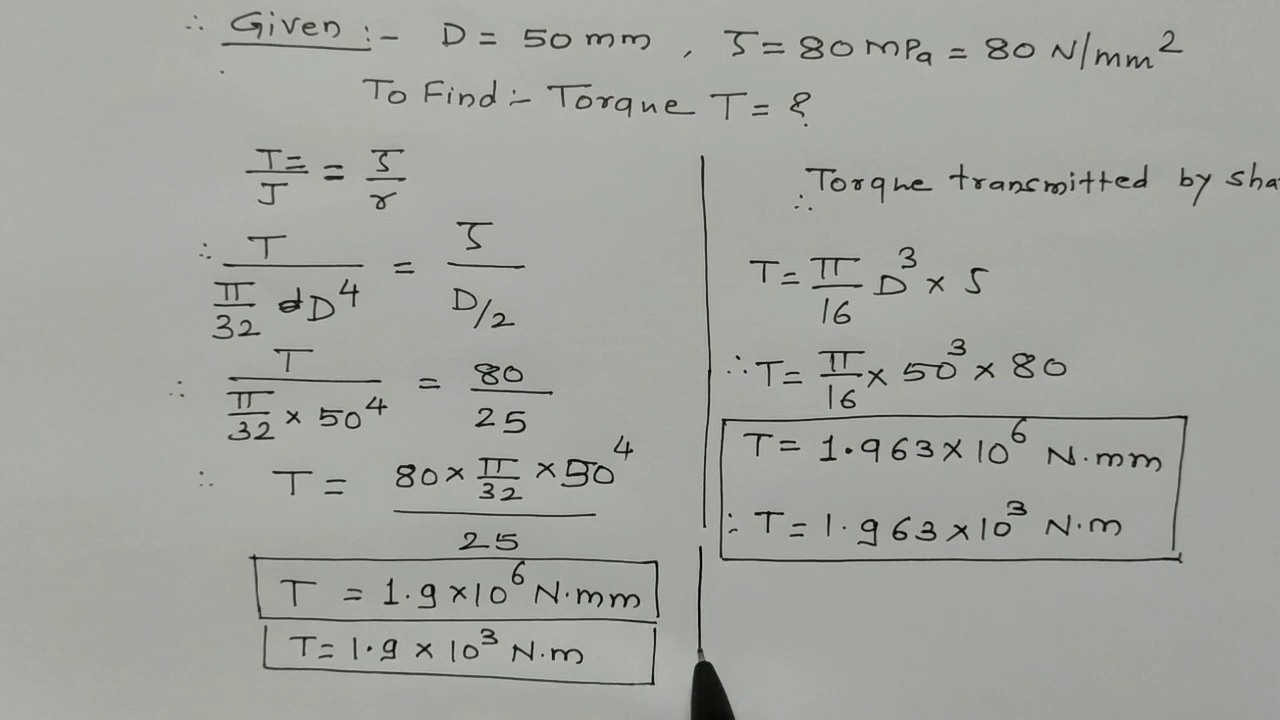 ∴ Given :- D = 50 mm , τ = 80 mPa = 80 N/mm²
To Find :- Torque T = ?
T=/J = τ/r
∴ T / (π/32 D⁴) = τ / (D/2)
∴ T / (π/32 × 50⁴) = 80 / 25
∴ T = (80 × π/32 × 50⁴) / 25
T = 1.9 × 10⁶ N.mm
T = 1.9 × 10³ N.m
∴ Torque transmitted by
T = π/16 D³ × τ
∴ T = π/16 × 50³ × 80
T = 1.963 × 10⁶ N.mm
∴ T = 1.963 × 10³ N.m